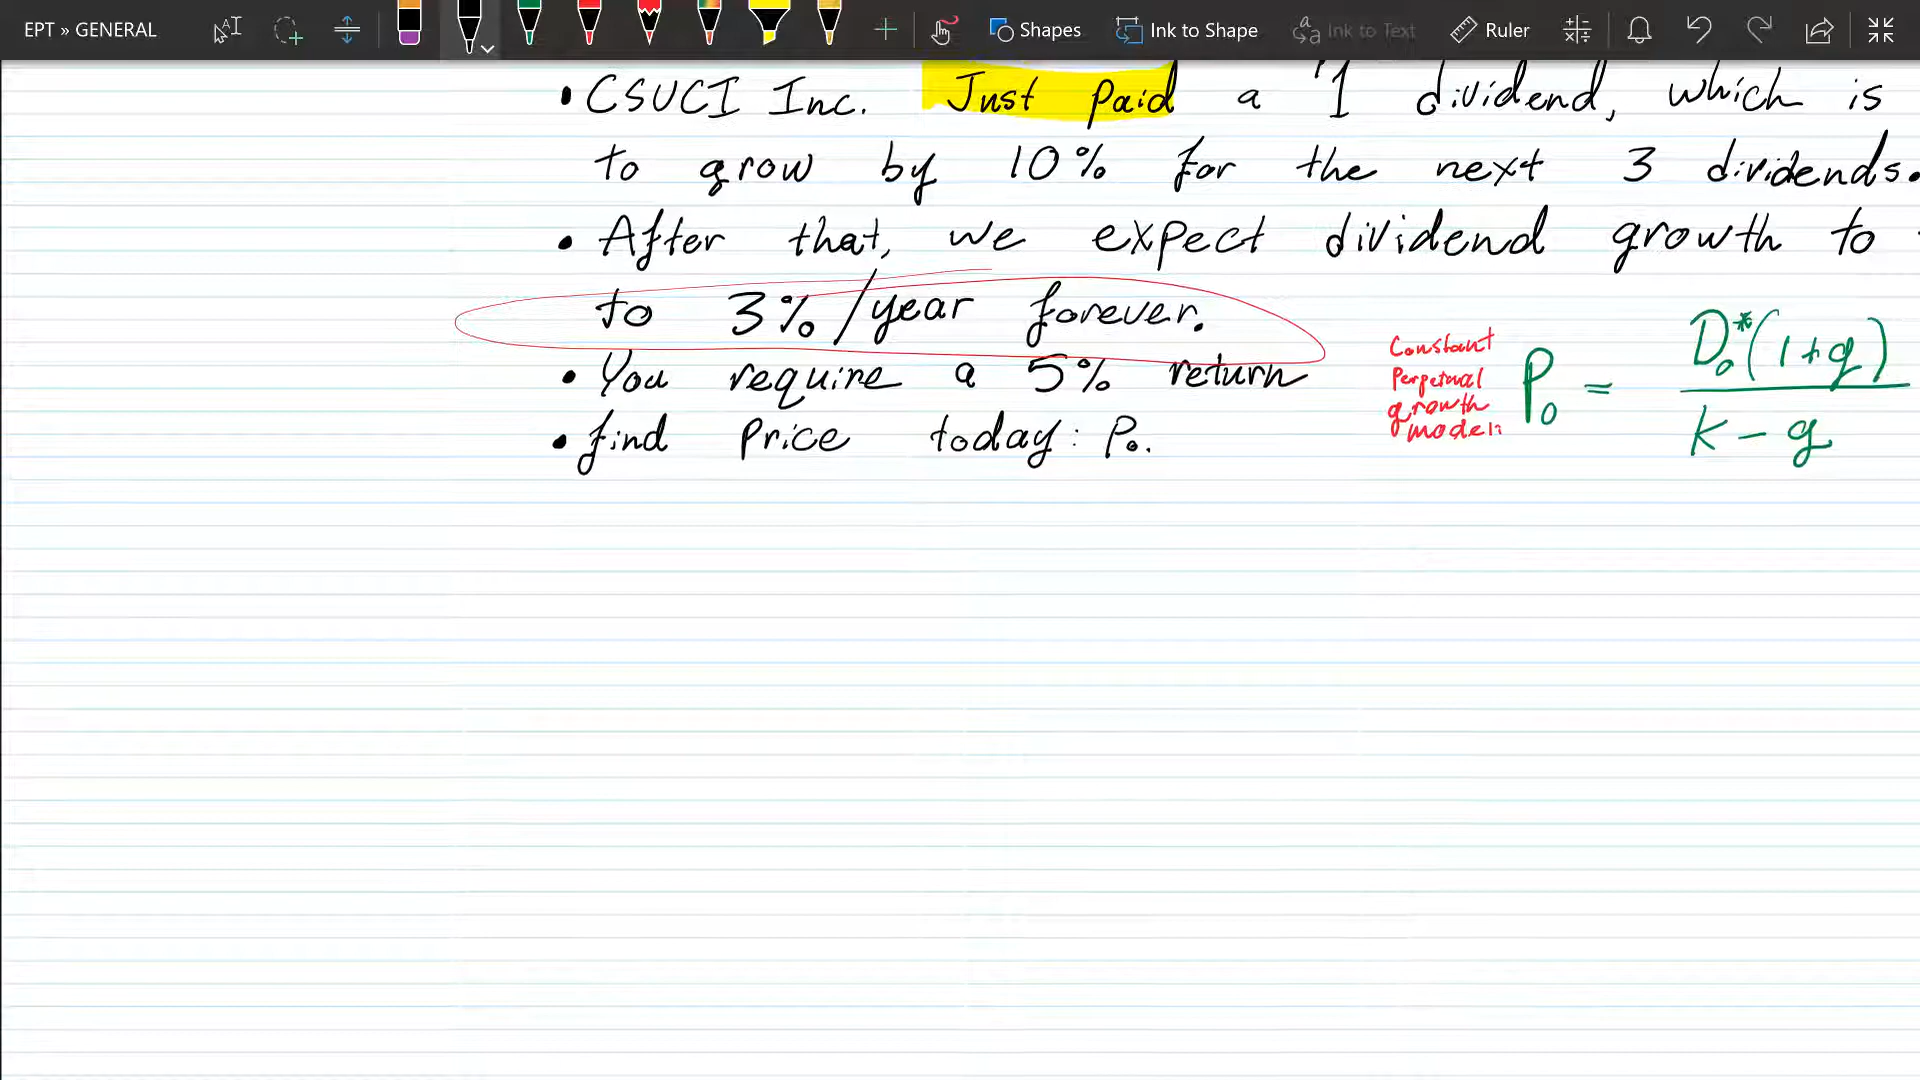 EPT » GENERAL
Shapes
Ink to Shape
Ink to Text
Ruler
• CSUCI Inc. Just Paid a $1 dividend, which is
to grow by 10% for the next 3 dividends.
• After that, we expect dividend growth to
to 3%/year forever.
• You require a 5% return
• find Price today: P₀.
Constant
Perpetual
growth
model:
P₀ = D₀*(1+g) / k - g